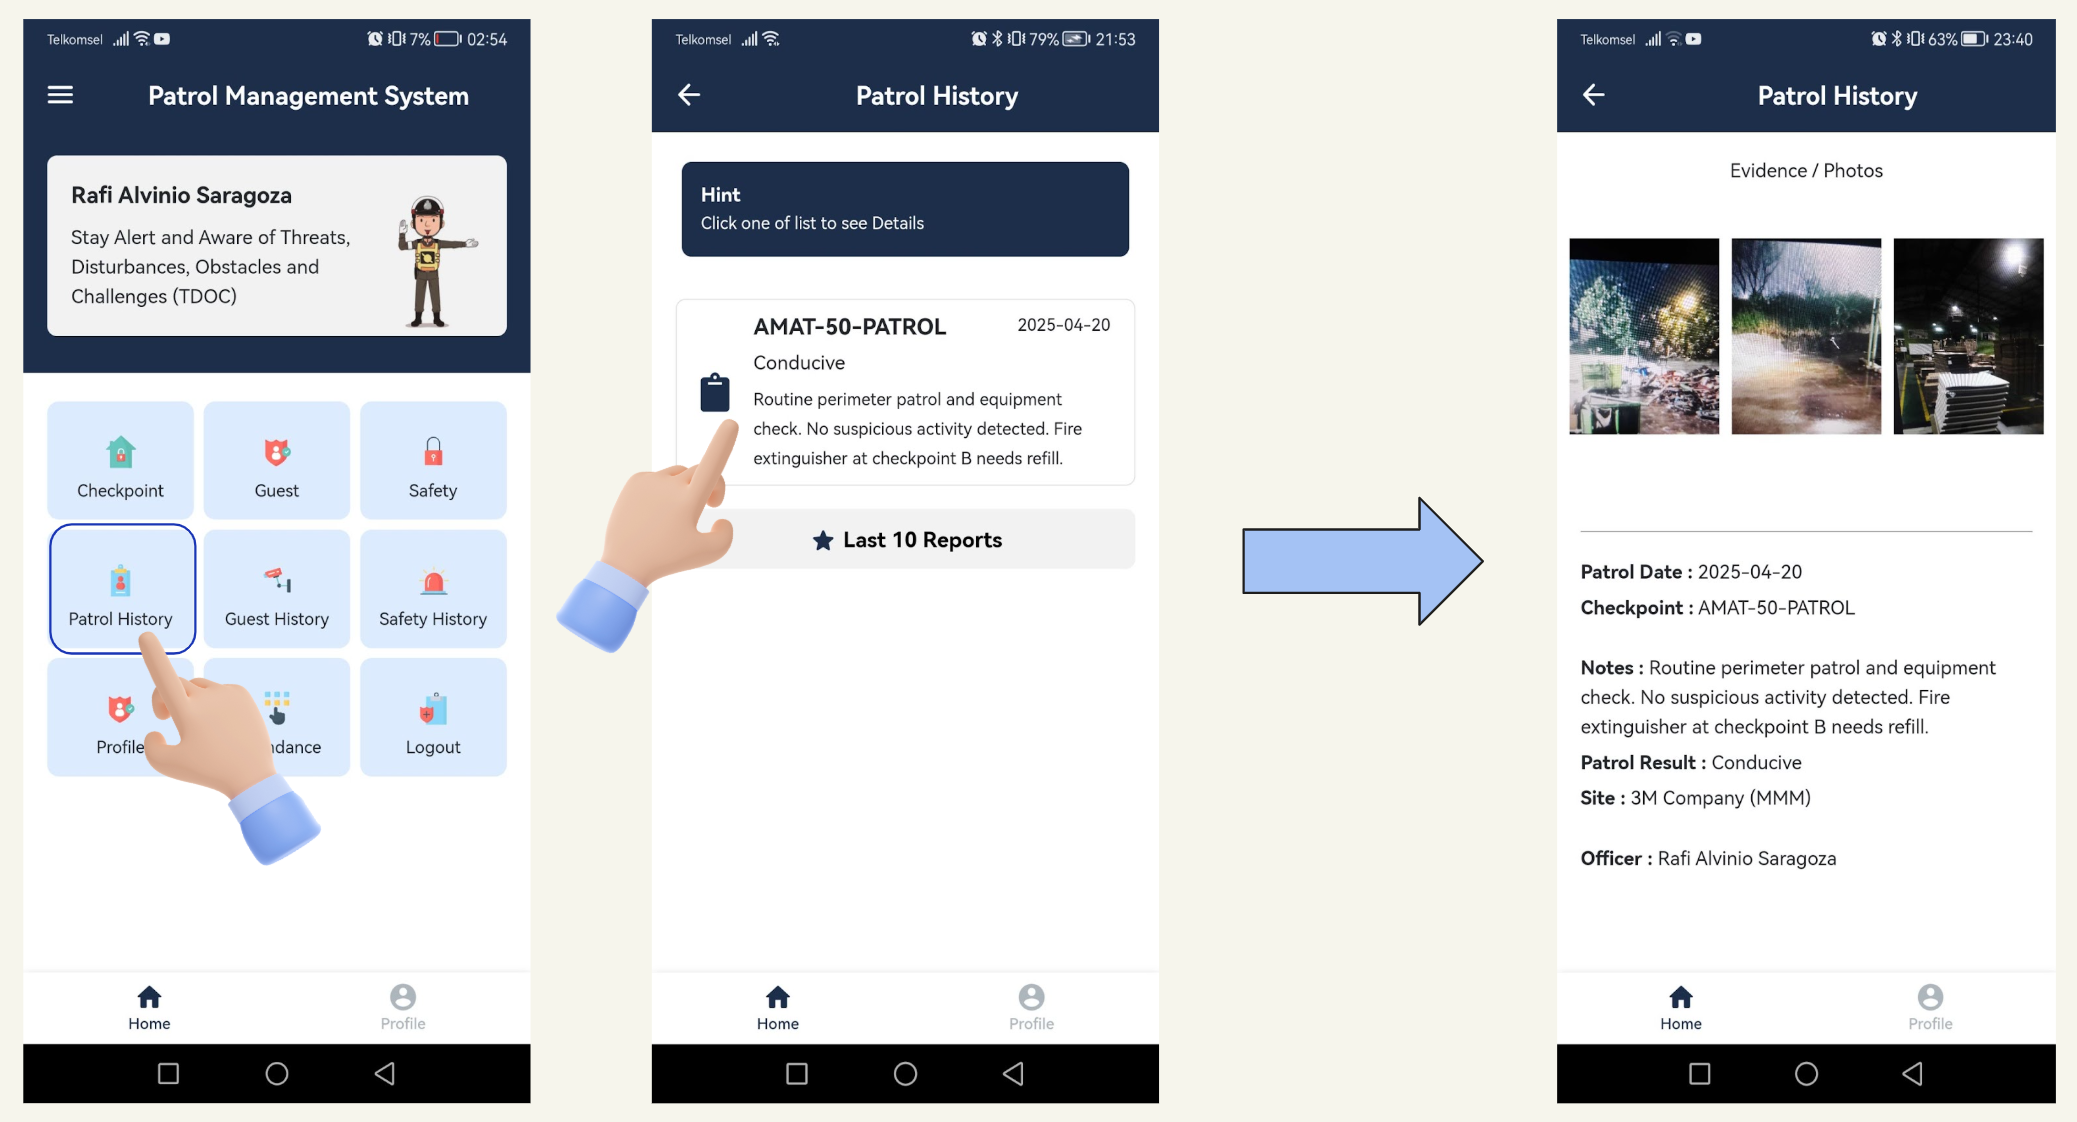 Telkomsel 7% 02:54
Patrol Management System
Rafi Alvinio Saragoza
Stay Alert and Aware of Threats,
Disturbances, Obstacles and
Challenges (TDOC)
Checkpoint
Guest
Safety
Patrol History
Guest History
Safety History
Profile
ndance
Logout
Home
Profile
Telkomsel 79% 21:53
Patrol History
Hint
Click one of list to see Details
AMAT-50-PATROL 2025-04-20
Conducive
Routine perimeter patrol and equipment
check. No suspicious activity detected. Fire
extinguisher at checkpoint B needs refill.
Last 10 Reports
Home
Profile
Telkomsel 63% 23:40
Patrol History
Evidence / Photos
Patrol Date : 2025-04-20
Checkpoint : AMAT-50-PATROL
Notes : Routine perimeter patrol and equipment
check. No suspicious activity detected. Fire
extinguisher at checkpoint B needs refill.
Patrol Result : Conducive
Site : 3M Company (MMM)
Officer : Rafi Alvinio Saragoza
Home
Profile